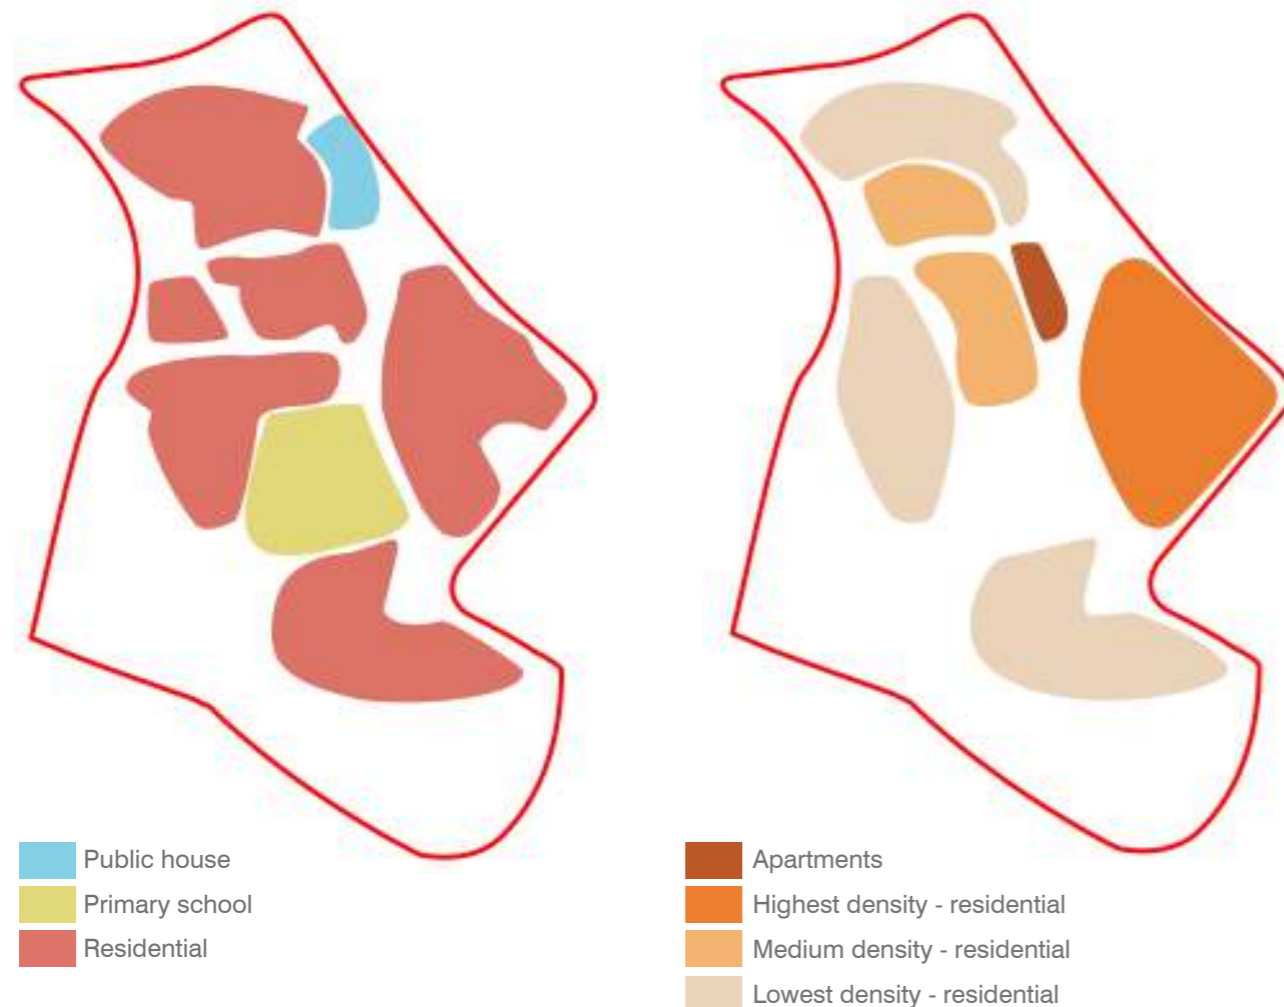 Public house
Primary school
Residential
Apartments
Highest density - residential
Medium density - residential
Lowest density - residential